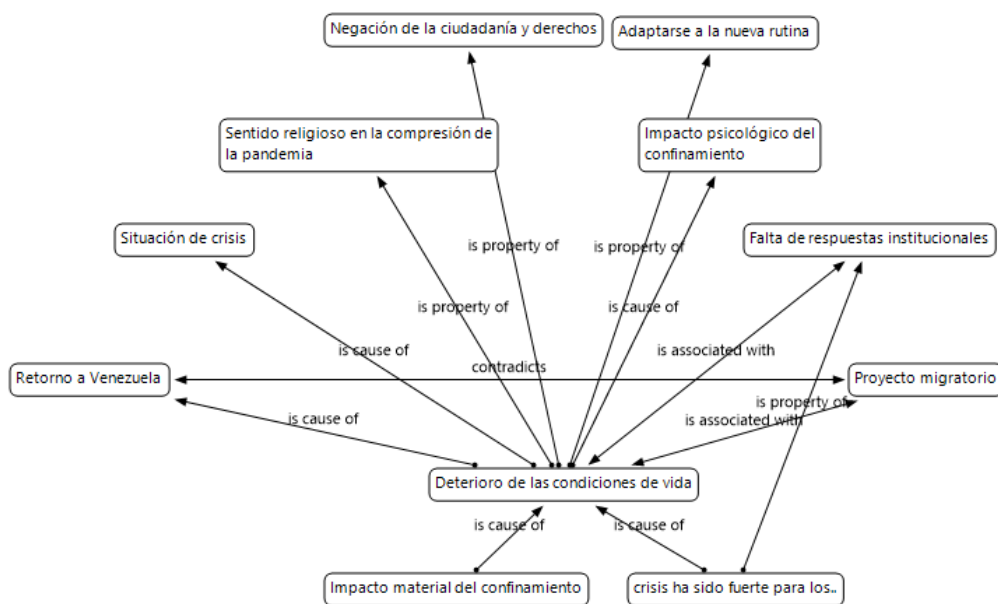 Negación de la ciudadanía y derechos
Adaptarse a la nueva rutina
Sentido religioso en la compresión de
la pandemia
Impacto psicológico del
confinamiento
Situación de crisis
is property of
is property of
Falta de respuestas institucionales
is property of
is cause of
is cause of
is associated with
contradicts
Retorno a Venezuela
Proyecto migratorio
is property of
is cause of
is associated with
Deterioro de las condiciones de vida
is cause of
is cause of
Impacto material del confinamiento
crisis ha sido fuerte para los..